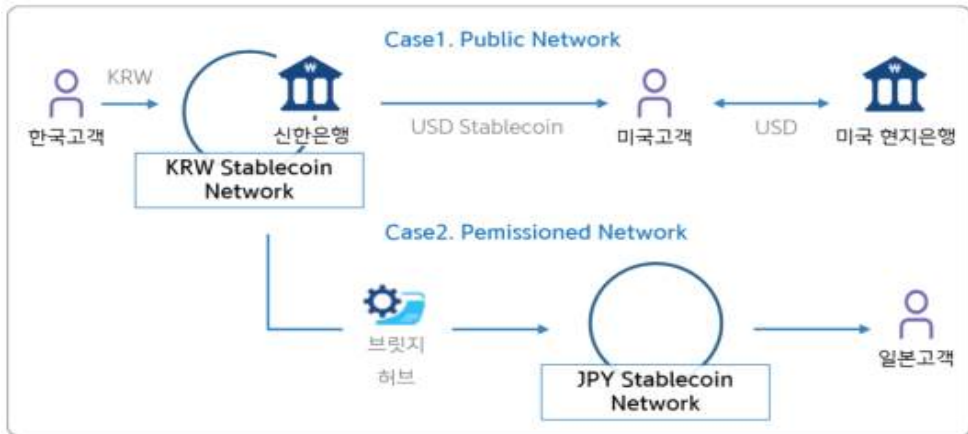 Case1. Public Network
KRW
₩
₩
한국고객
신한은행
USD Stablecoin
미국고객
USD
미국 현지은행
KRW Stablecoin
Network
Case2. Pemissioned Network
브릿지
허브
일본고객
JPY Stablecoin
Network